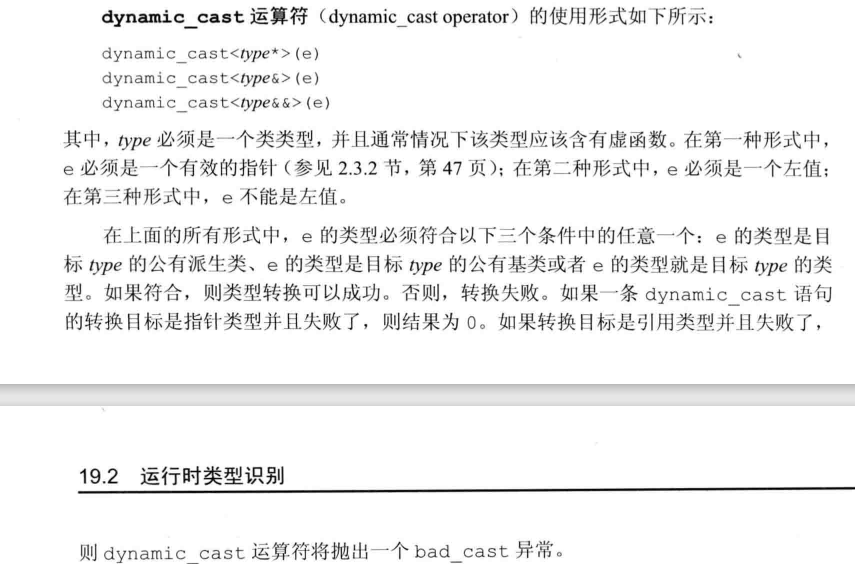 dynamic_cast 运算符（dynamic_cast operator）的使用形式如下所示：
dynamic_cast<type*>(e)
dynamic_cast<type&>(e)
dynamic_cast<type&&>(e)
其中，type 必须是一个类类型，并且通常情况下该类型应该含有虚函数。在第一种形式中，
e 必须是一个有效的指针（参见 2.3.2 节，第 47 页）；在第二种形式中，e 必须是一个左值；
在第三种形式中，e 不能是左值。
在上面的所有形式中，e 的类型必须符合以下三个条件中的任意一个：e 的类型是目
标 type 的公有派生类、e 的类型是目标 type 的公有基类或者 e 的类型就是目标 type 的类
型。如果符合，则类型转换可以成功。否则，转换失败。如果一条 dynamic_cast 语句
的转换目标是指针类型并且失败了，则结果为 0。如果转换目标是引用类型并且失败了，
19.2 运行时类型识别
则 dynamic_cast 运算符将抛出一个 bad_cast 异常。